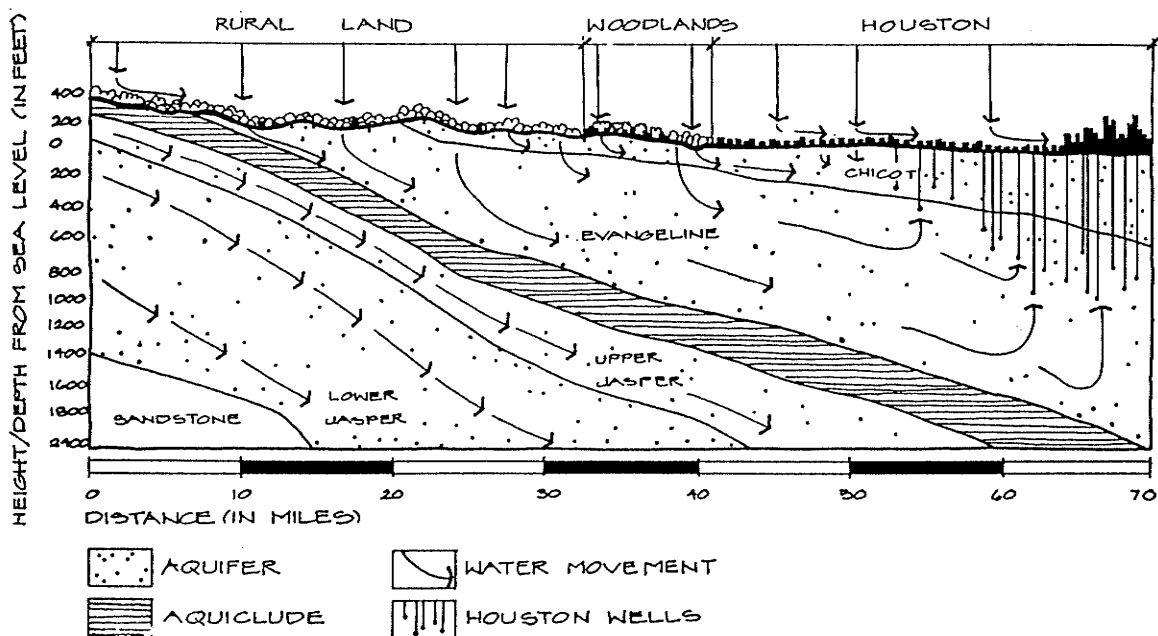 RURAL LAND WOODLANDS HOUSTON
HEIGHT/DEPTH FROM SEA LEVEL (IN FEET)
400
200
0
200
400
600
800
1000
1200
1400
1600
1800
2400
CHICOT
EVANGELINE
UPPER
JASPER
LOWER
JASPER
SANDSTONE
0 10 20 30 40 50 60 70
DISTANCE (IN MILES)
AQUIFER
WATER MOVEMENT
AQUICLUDE
HOUSTON WELLS